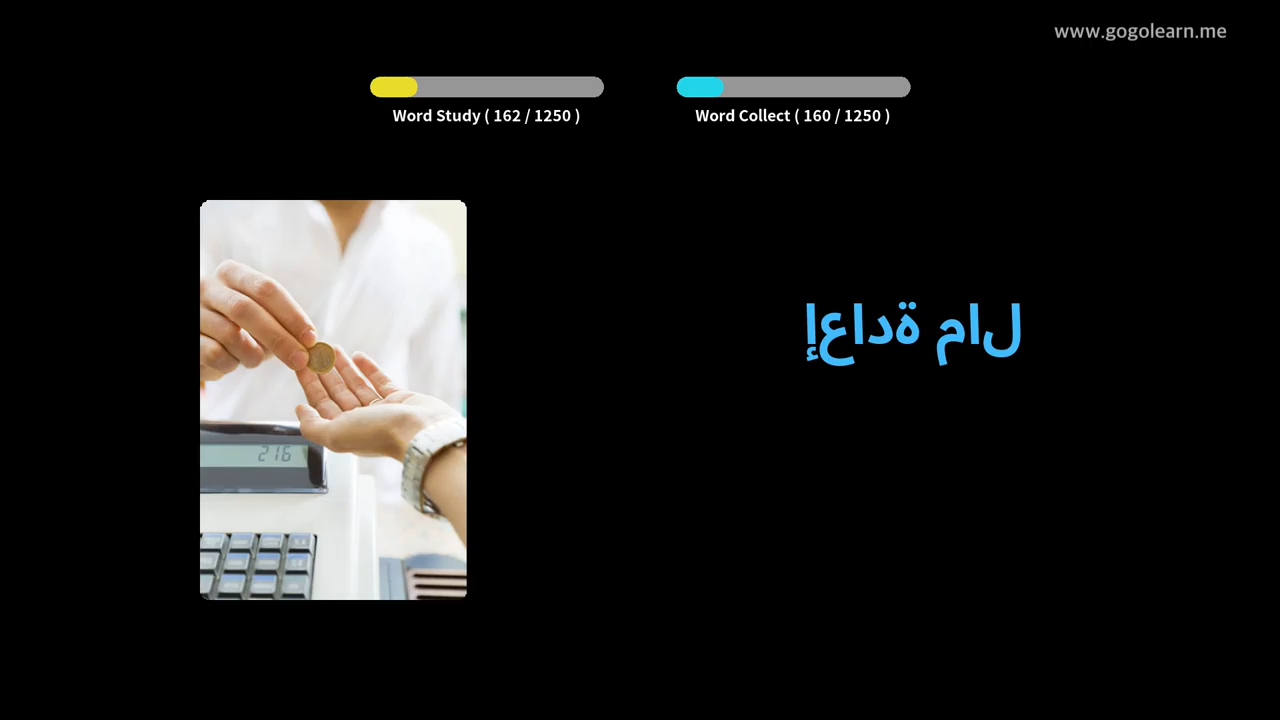 www.gogolearn.me
Word Study ( 162 / 1250 )
Word Collect ( 160 / 1250 )
إعادة مال
216